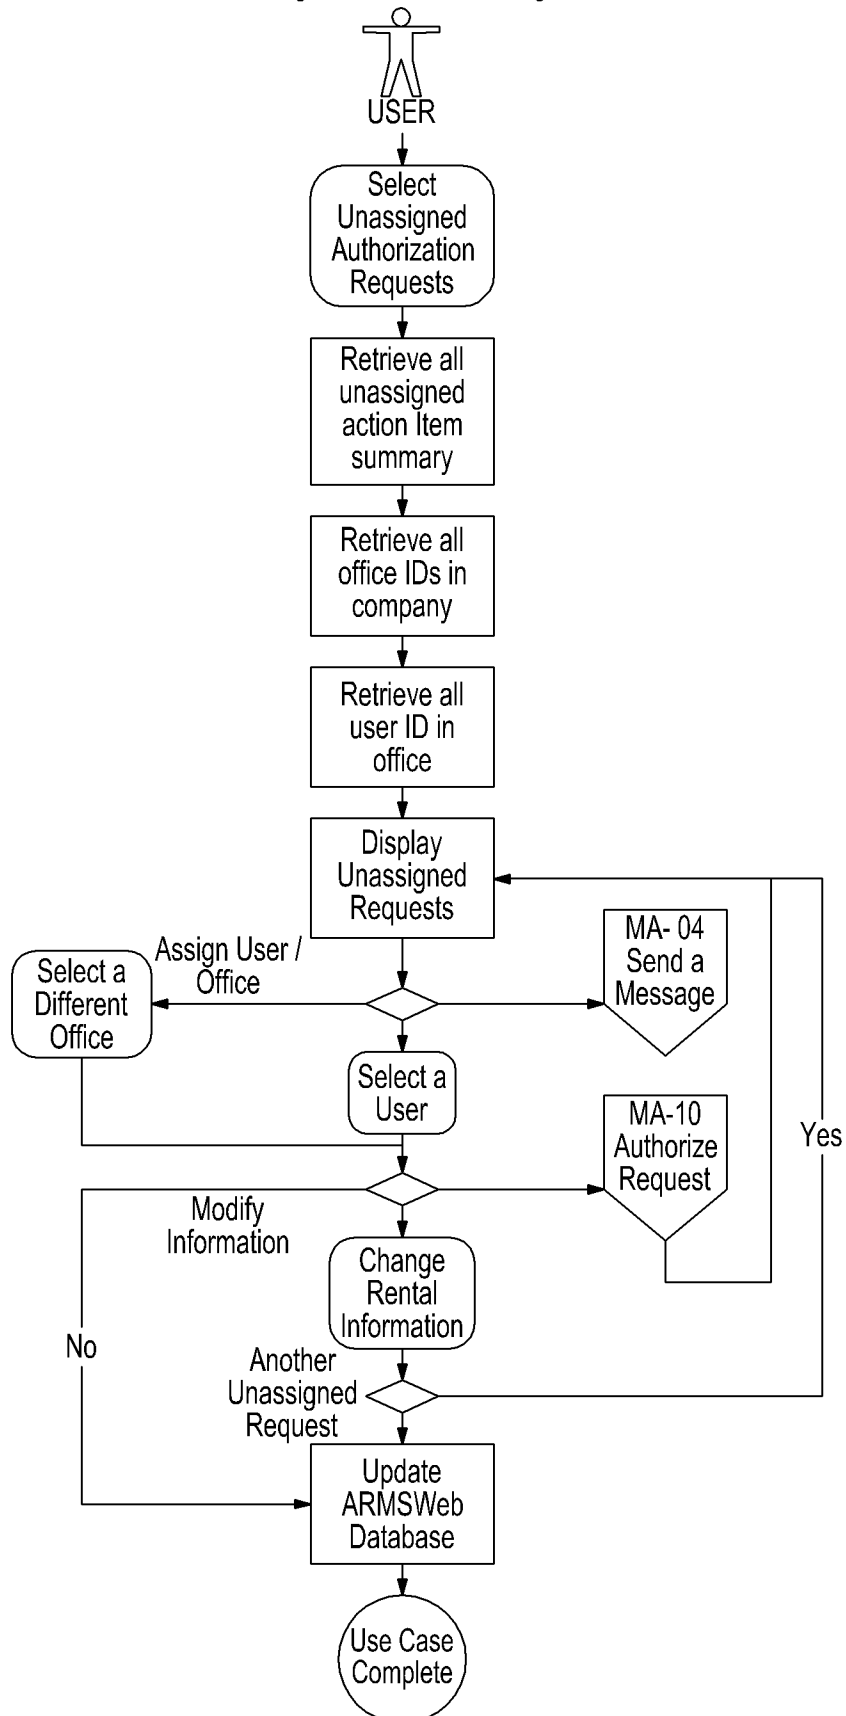 USER
Select
Unassigned
Authorization
Requests
Retrieve all
unassigned
action Item
summary
Retrieve all
office IDs in
company
Retrieve all
user ID in
office
Display
Unassigned
Requests
Assign User /
Office
Select a
Different
Office
MA- 04
Send a
Message
Select a
User
MA-10
Authorize
Request
Yes
Modify
Information
Change
Rental
Information
No
Another
Unassigned
Request
Update
ARMSWeb
Database
Use Case
Complete